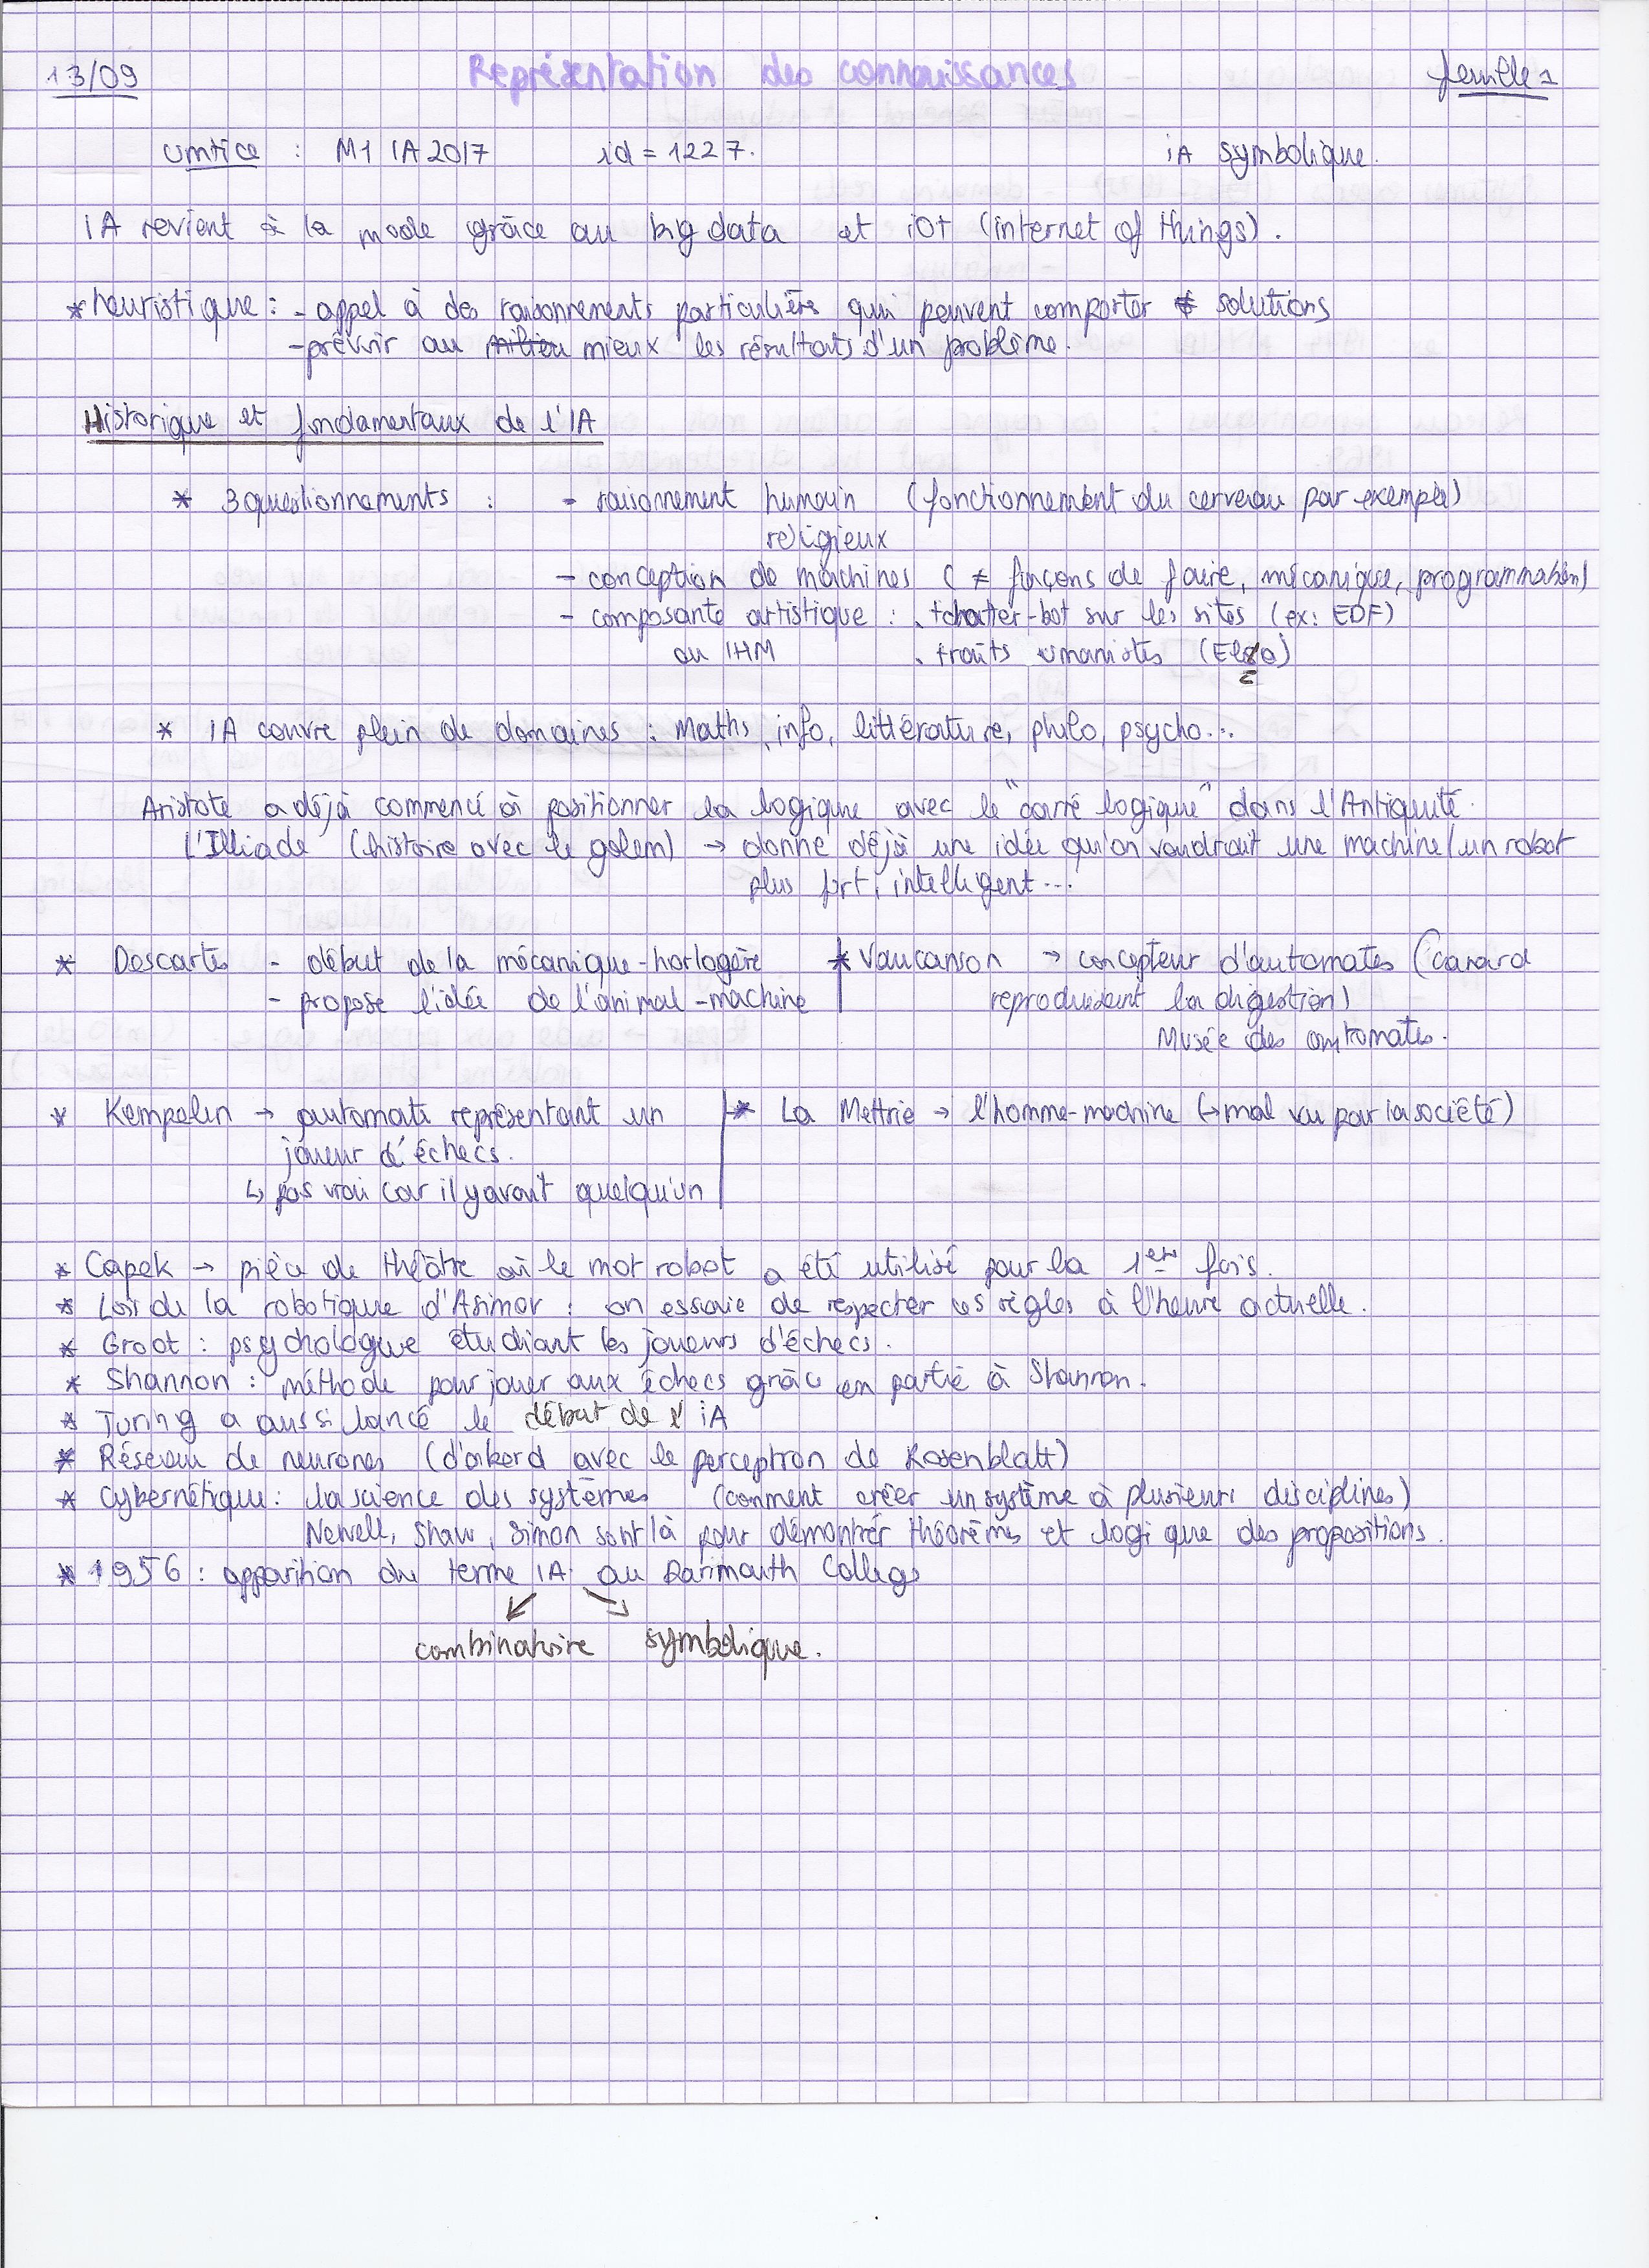 13/09 Représentation des connaissances feuille 1
umtice : M1 IA 2017 id = 1227. iA symbolique.
IA revient à la mode grâce au big data et iOt (internet of things).
* heuristique : - appel à des raisonnements particulière qui peuvent comporter ≠ solutions
- prévoir au milieu mieux les résultats d'un problème.
Historique et fondamentaux de l'IA
* 3 questionnements : - raisonnement humain (fonctionnement du cerveau par exemple)
religieux
- conception de machines ( ≠ façons de faire, mécanique, programmation)
- composante artistique : . tchatter-bot sur les sites (ex: EDF)
ou IHM . traits umanistes
* IA couvre plein de domaines : Maths, info, littérature, philo, psycho...
Aristote a déjà commencé à positionner la logique avec le "carré logique" dans l'Antiquité.
L'Illiade (histoire avec le golem) → donne déjà une idée qu'on voudrait une machine/un robot
plus fort, intelligent...
* Descartes - début de la mécanique-horlogère * Vaucanson → concepteur d'automates (canard
- propose l'idée de l'animal-machine reproduisant la digestion)
Musée des automates.
* Kempelen → automate représentant un * La Mettrie → l'homme-machine (→ mal vu par la société)
joueur d'échecs.
↳ pas vrai car il y avait quelqu'un
* Capek → pièce de théâtre où le mot robot a été utilisé pour la 1ère fois.
* Loi de la robotique d'Asimov : on essaie de respecter ces règles à l'heure actuelle.
* Groot : psychologue étudiant les joueurs d'échecs.
* Shannon : méthode pour jouer aux échecs grâce en partie à Shannon.
* Turing a aussi lancé le début de l'iA
* Réseau de neurones (d'abord avec le perceptron de Rosenblatt)
* Cybernétique : la science des systèmes (comment créer un système à plusieurs disciplines)
Newell, Shaw, Simon sont là pour démontrer théorèmes et logique des propositions.
* 1956 : apparition du terme IA au Darmouth College
combinatoire symbolique.